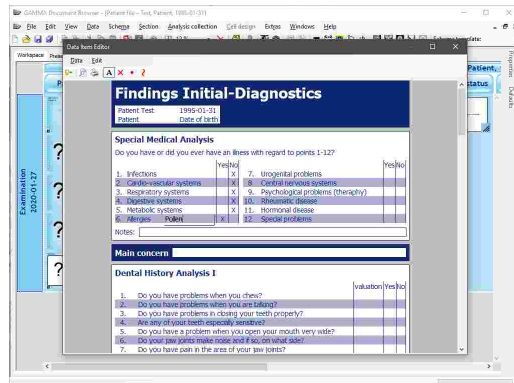 GAMMA Document Browser - [Patient file - Test, Patient, 1995-01-31]
File Edit View Data Schema Section Analysis collection Cell design Extras Windows Help
Workspace
Data Item Editor
Data Edit
Findings Initial-Diagnostics
Patient Test 1995-01-31
Patient Date of birth
Special Medical Analysis
Do you have or did you ever have an illness with regard to points 1-12?
Yes No Yes No
1. Infections X 7. Urogenital problems
2. Cardio-vascular systems X 8 Central nervous systems
3. Respiratory systems X 9. Psychological problems (theraphy)
4. Digestive systems X 10. Rheumatic disease
5. Metabolic systems X 11. Hormonal disease
6. Allergies Pollen X 12 Special problems
Notes:
Main concern
Dental History Analysis I
valuation Yes No
1. Do you have problems when you chew?
2. Do you have problems when you are talking?
3. Do you have problems in closing your teeth properly?
4. Are any of your teeth especially sensitive?
5. Do you have a problem when you open your mouth very wide?
6. Do your jaw joints make noise and if so, on what side?
7. Do you have pain in the area of your jaw joints?
Examination
2020-01-27
Patient,
status
Properties
Defaults